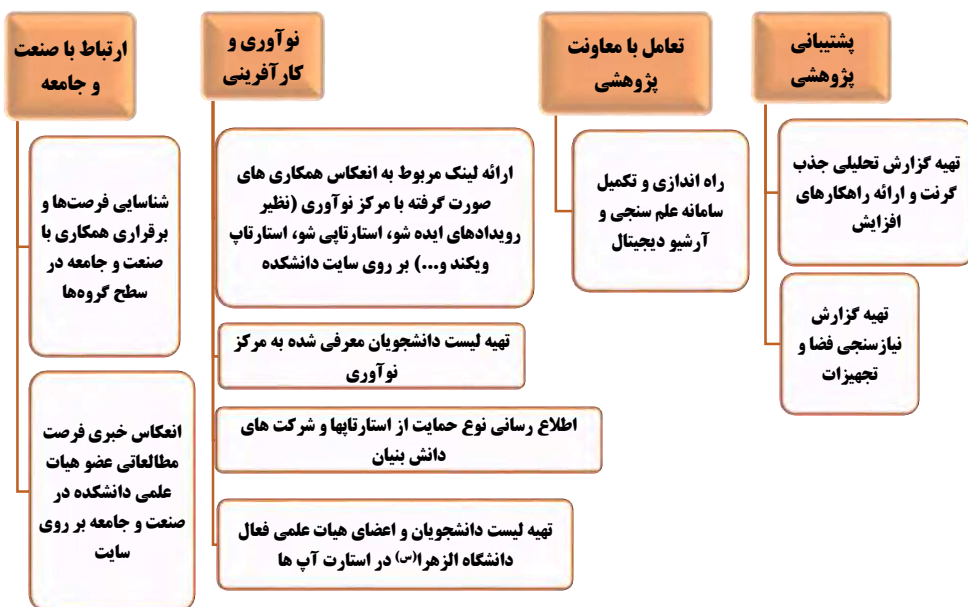 پشتیبانی
پژوهشی
تهیه گزارش تحلیلی جذب
گرنت و ارائه راهکارهای
افزایش
تهیه گزارش
نیازسنجی فضا و
تجهیزات
تعامل با معاونت
پژوهشی
راه اندازی و تکمیل
سامانه علم سنجی و
آرشیو دیجیتال
نوآوری و
کارآفرینی
ارائه لینک مربوط به انعکاس همکاری های
صورت گرفته با مرکز نوآوری (نظیر
رویدادهای ایده شو، استارتاپی شو، استارتاپ
ویکند و...) بر روی سایت دانشکده
تهیه لیست دانشجویان معرفی شده به مرکز
نوآوری
اطلاع رسانی نوع حمایت از استارتاپها و شرکت های
دانش بنیان
تهیه لیست دانشجویان و اعضای هیات علمی فعال
دانشگاه الزهرا(س) در استارت آپ ها
ارتباط با صنعت
و جامعه
شناسایی فرصت‌ها و
برقراری همکاری با
صنعت و جامعه در
سطح گروه‌ها
انعکاس خبری فرصت
مطالعاتی عضو هیات
علمی دانشکده در
صنعت و جامعه بر روی
سایت